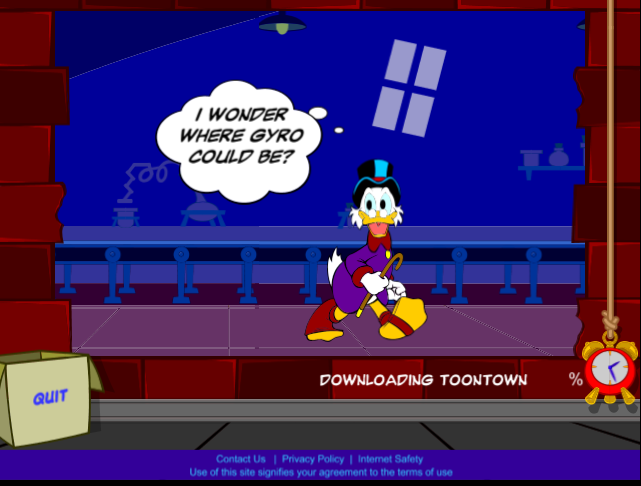 I WONDER
WHERE GYRO
COULD BE?
DOWNLOADING TOONTOWN %
QUIT
Contact Us | Privacy Policy | Internet Safety
Use of this site signifies your agreement to the terms of use